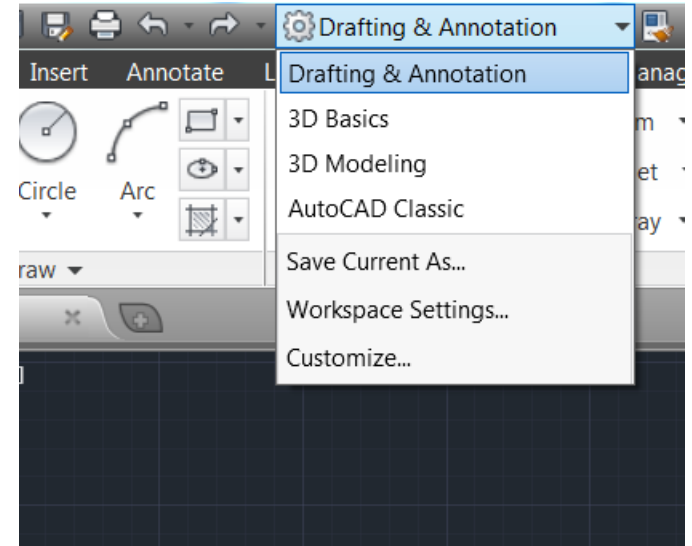 Drafting & Annotation
Insert Annotate
Drafting & Annotation
3D Basics
3D Modeling
AutoCAD Classic
Save Current As...
Workspace Settings...
Customize...
Circle Arc